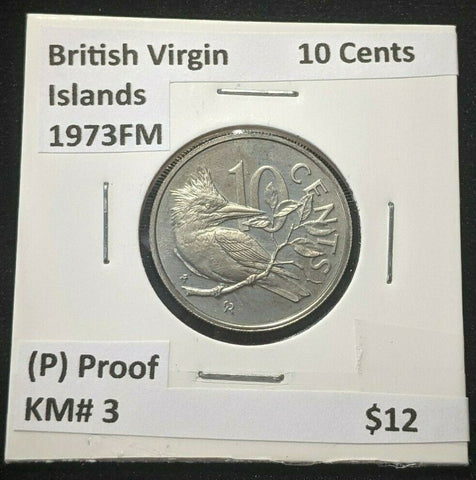 British Virgin 10 Cents
Islands
1973FM
10 CENTS
(P) Proof
KM# 3 $12